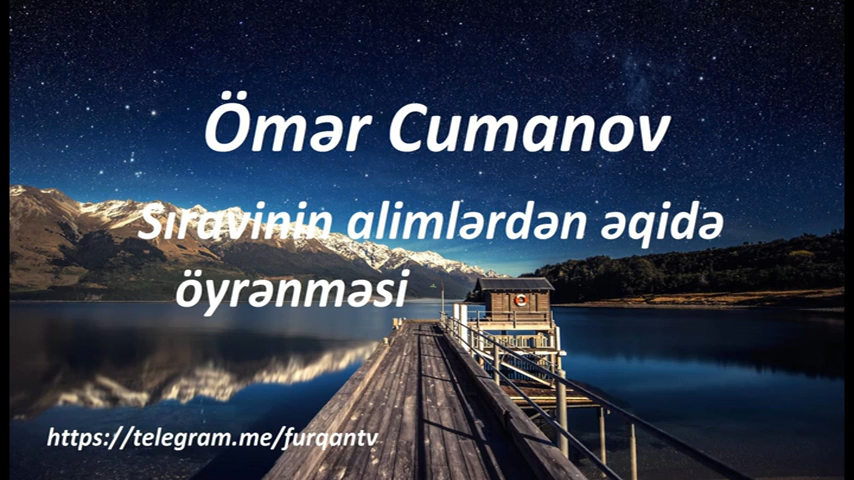 Ömər Cumanov
Sıravinin alimlərdən əqidə
öyrənməsi
https://telegram.me/furqantv